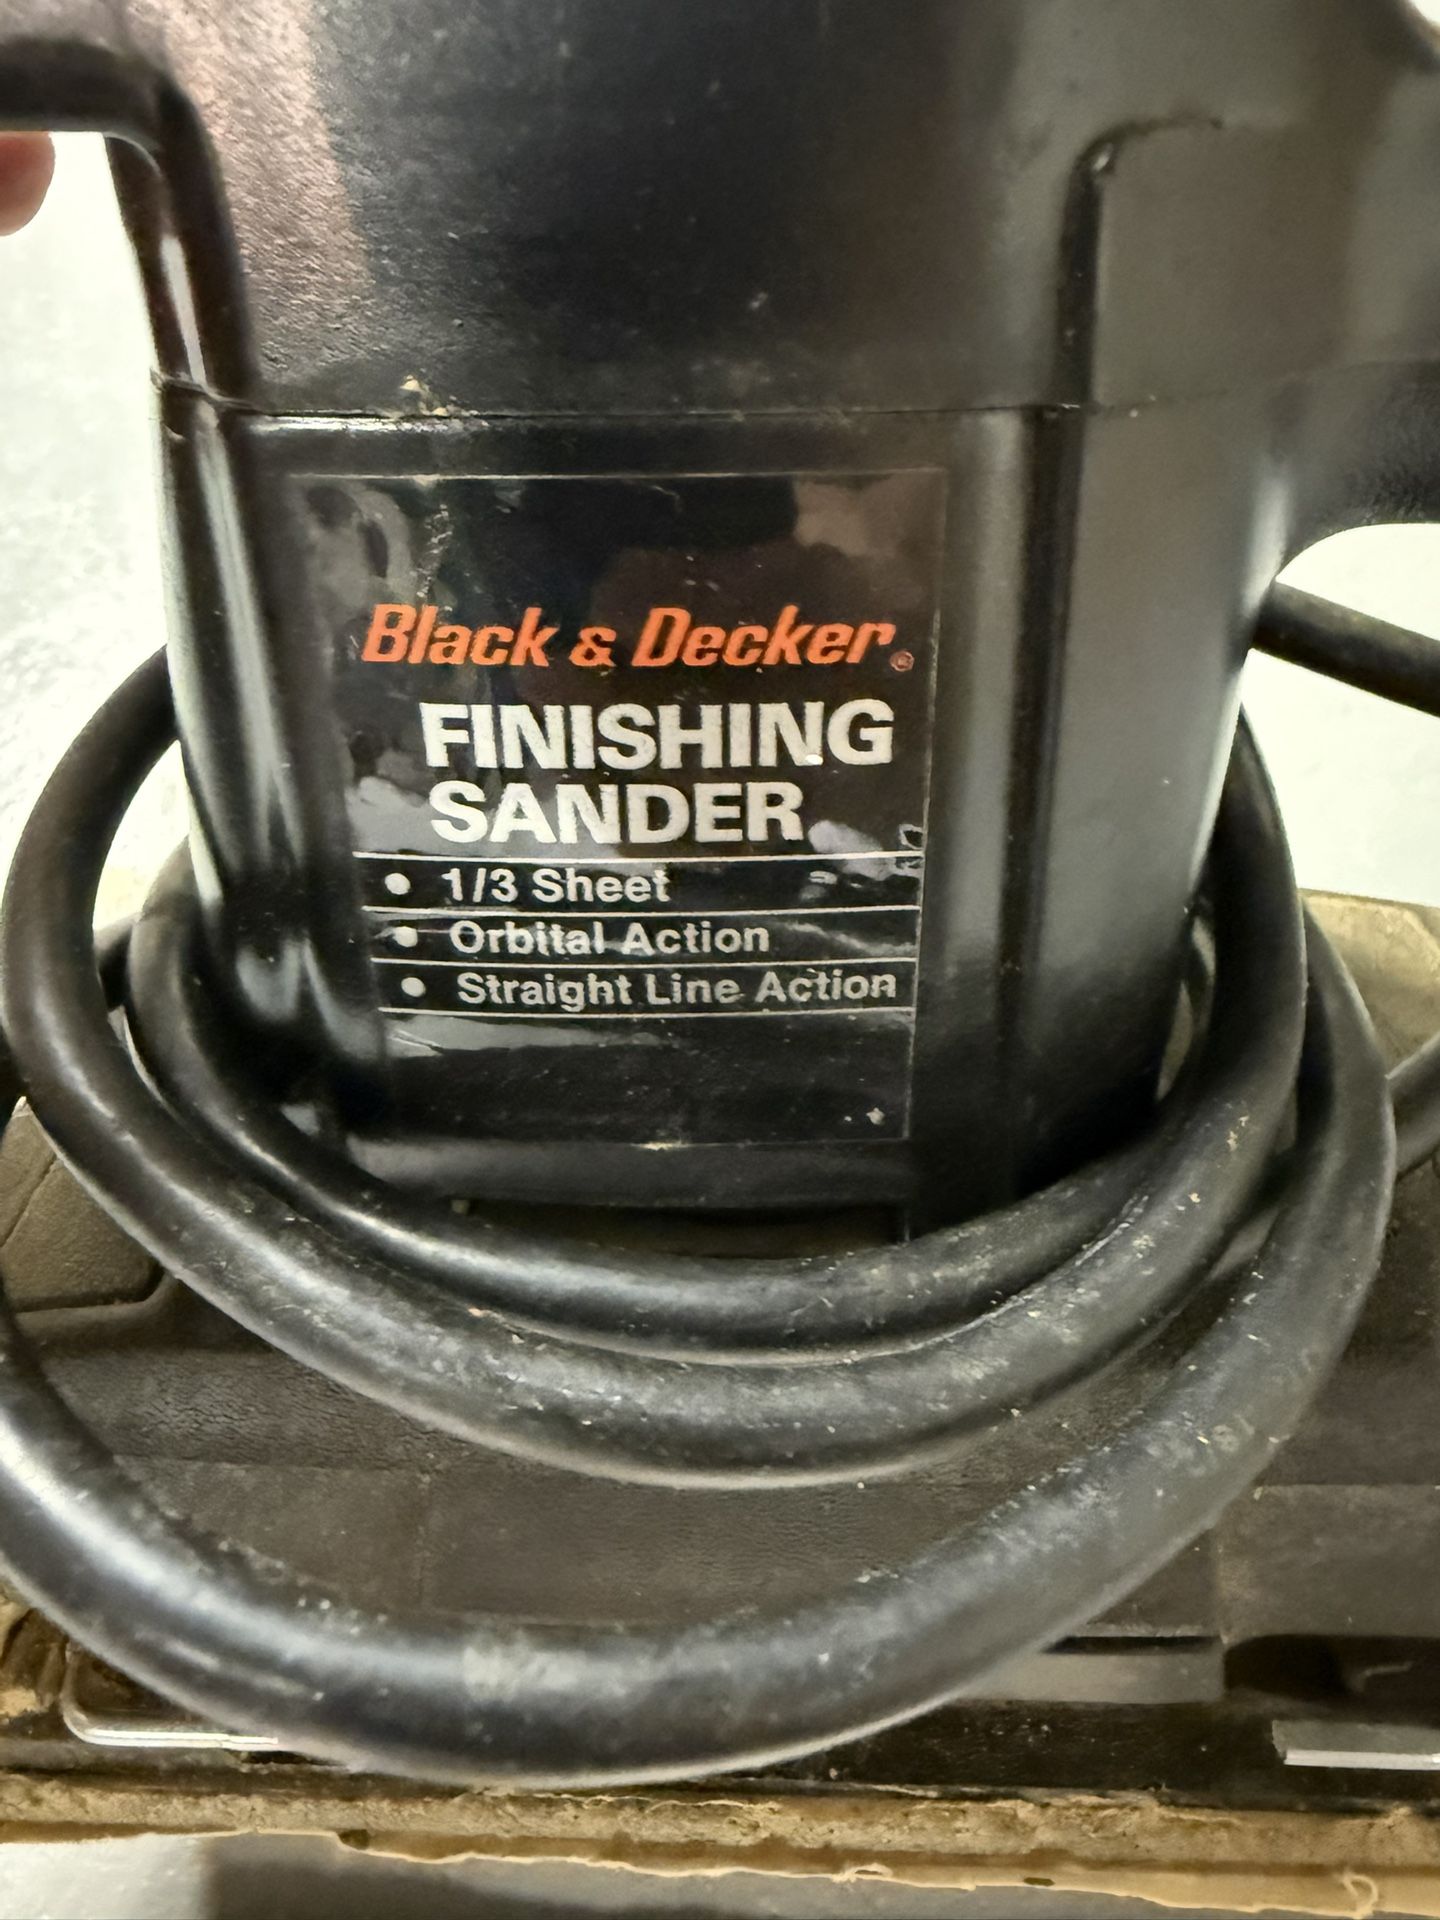 Black & Decker®
FINISHING
SANDER
• 1/3 Sheet
• Orbital Action
• Straight Line Action